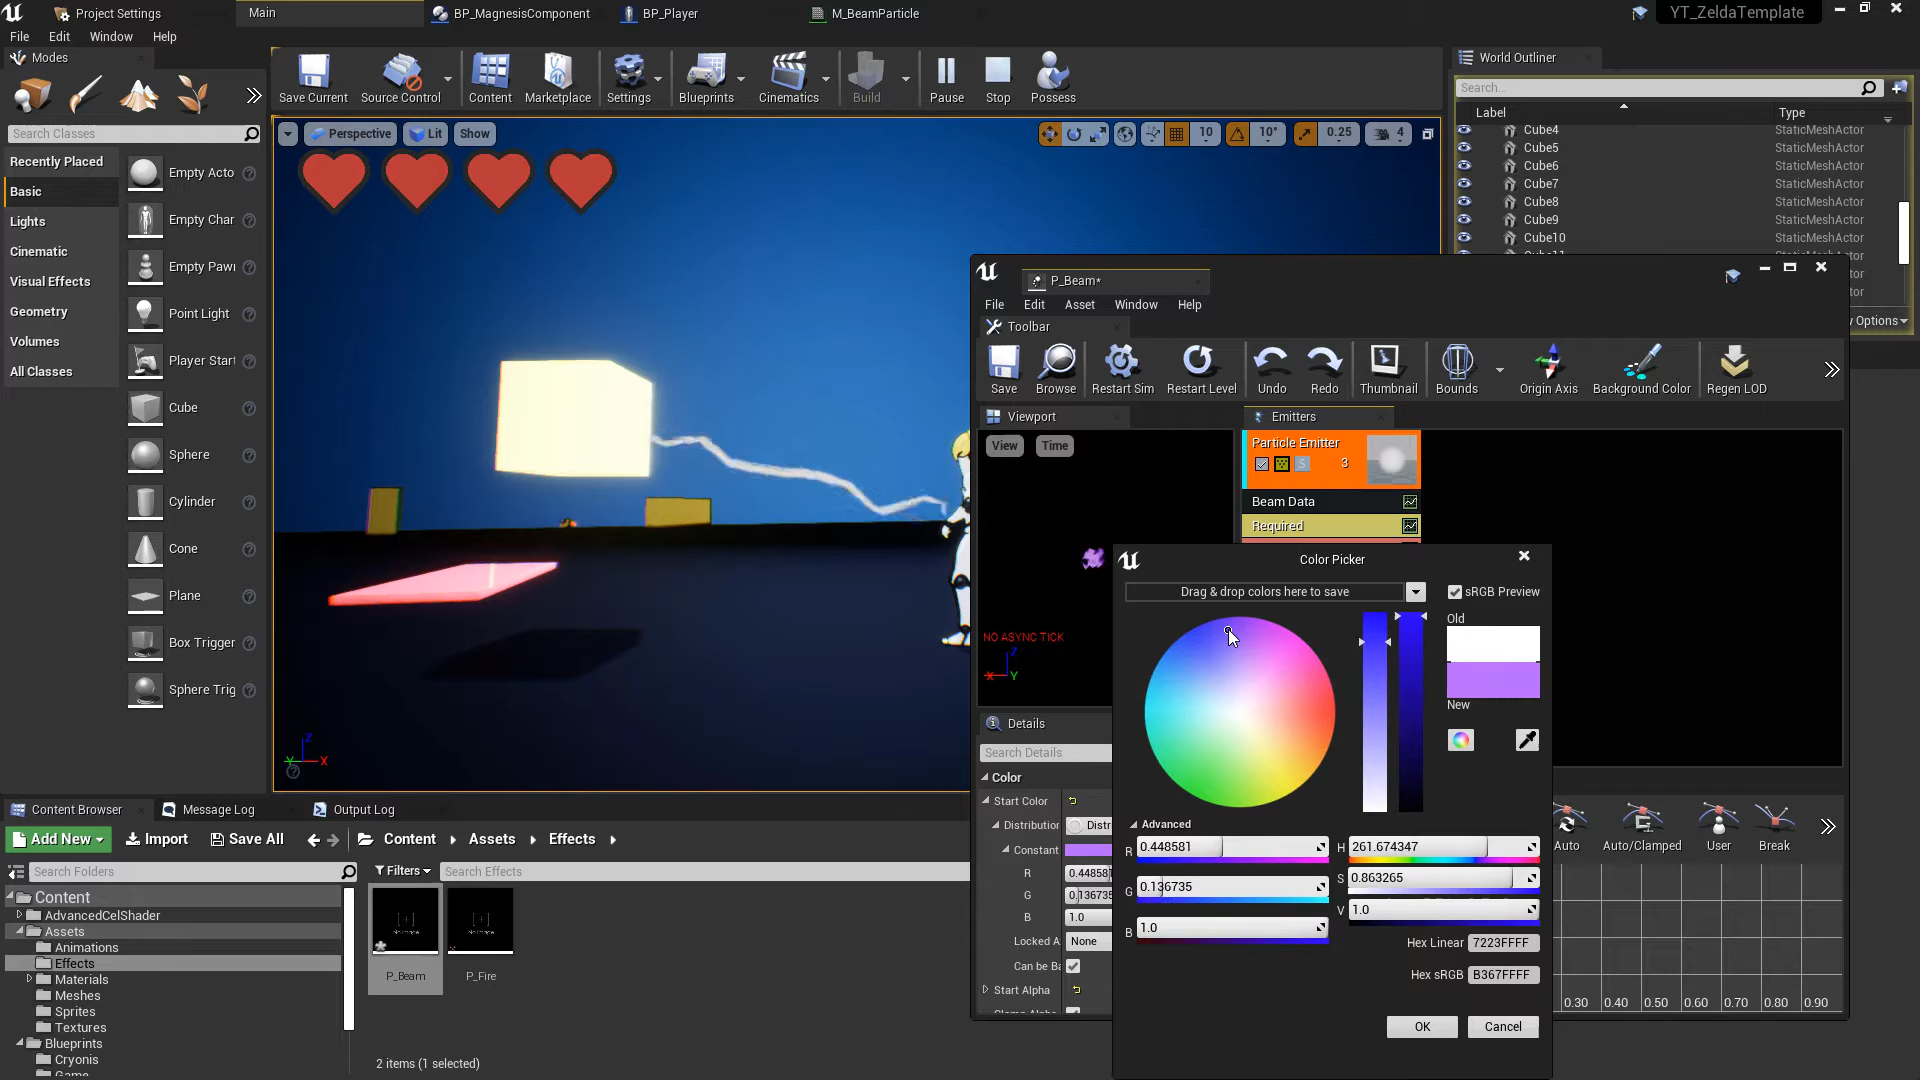 Project Settings
Main
BP_MagnesisComponent
BP_Player
M_BeamParticle
YT_ZeldaTemplate
File Edit Window Help
Modes
Search Classes
Recently Placed
Basic
Lights
Cinematic
Visual Effects
Geometry
Volumes
All Classes
Empty Acto
Empty Char
Empty Pawn
Point Light
Player Start
Cube
Sphere
Cylinder
Cone
Plane
Box Trigger
Sphere Trig
Save Current
Source Control
Content
Marketplace
Settings
Blueprints
Cinematics
Build
Pause
Stop
Possess
Perspective
Lit
Show
10
10°
0.25
4
Z
Y X
World Outliner
Search...
Label Type
Cube4 StaticMeshActor
Cube5 StaticMeshActor
Cube6 StaticMeshActor
Cube7 StaticMeshActor
Cube8 StaticMeshActor
Cube9 StaticMeshActor
Cube10 StaticMeshActor
w Options
P_Beam*
File Edit Asset Window Help
Toolbar
Save
Browse
Restart Sim
Restart Level
Undo
Redo
Thumbnail
Bounds
Origin Axis
Background Color
Regen LOD
Viewport
View
Time
NO ASYNC TICK
Z
X Y
Emitters
Particle Emitter
S 3
Beam Data
Required
Details
Search Details
Color
Start Color
Distribution
Distr
Constant
R 0.448581
G 0.136735
B 1.0
Locked A None
Can be Ba
Start Alpha
Color Picker
Drag & drop colors here to save
sRGB Preview
Old
New
Advanced
R 0.448581
G 0.136735
B 1.0
H 261.674347
S 0.863265
V 1.0
Hex Linear 7223FFFF
Hex sRGB B367FFFF
OK Cancel
Auto
Auto/Clamped
User
Break
0.30 0.40 0.50 0.60 0.70 0.80 0.90
Content Browser
Message Log
Output Log
Add New
Import
Save All
Content
Assets
Effects
Search Folders
Filters
Search Effects
Content
AdvancedCelShader
Assets
Animations
Effects
Materials
Meshes
Sprites
Textures
Blueprints
Cryonis
P_Beam
P_Fire
2 items (1 selected)